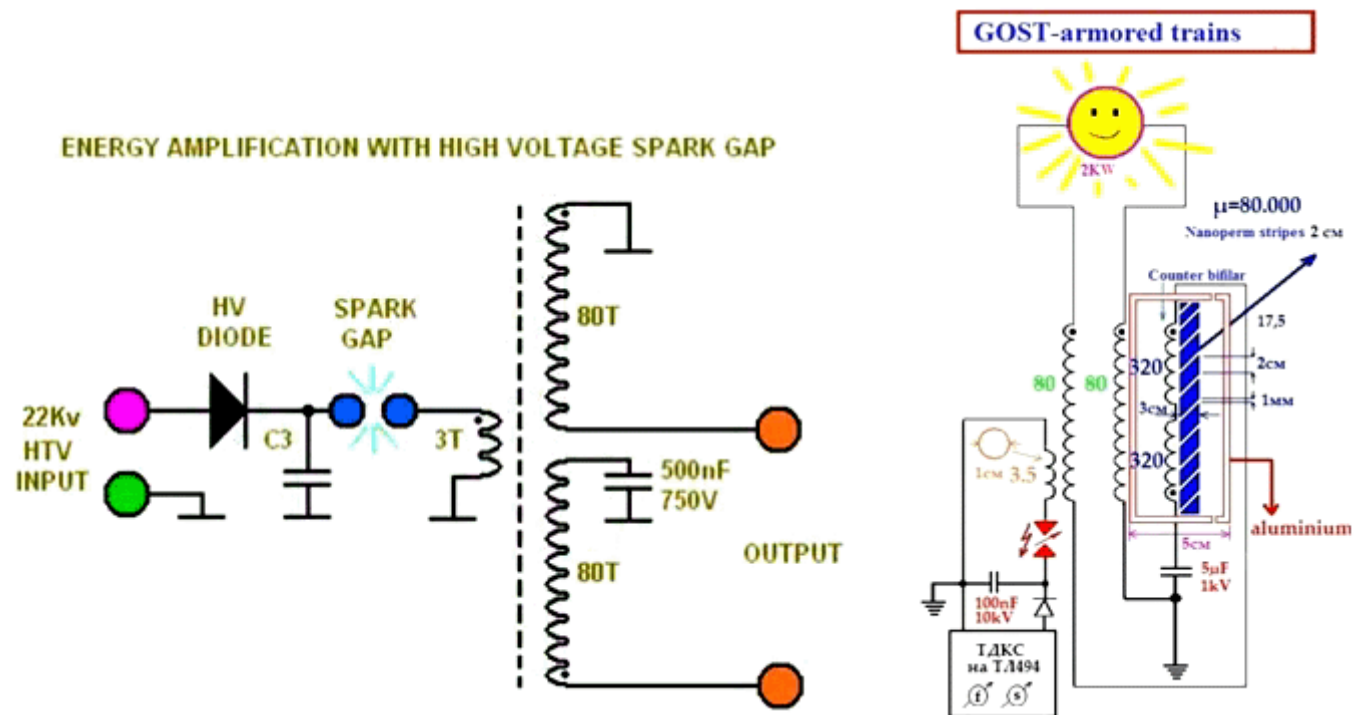 ENERGY AMPLIFICATION WITH HIGH VOLTAGE SPARK GAP
HV
DIODE
SPARK
GAP
22Kv
HTV
INPUT
C3
3T
80T
500nF
750V
80T
OUTPUT
GOST-armored trains
2KW
µ=80.000
Nanoperm stripes 2 см
Counter bifilar
17,5
320
2см
80
80
3см
1мм
320
1см
3.5
aluminium
5см
5µF
1kV
100nF
10kV
ТДКС
на ТЛ494
f
s